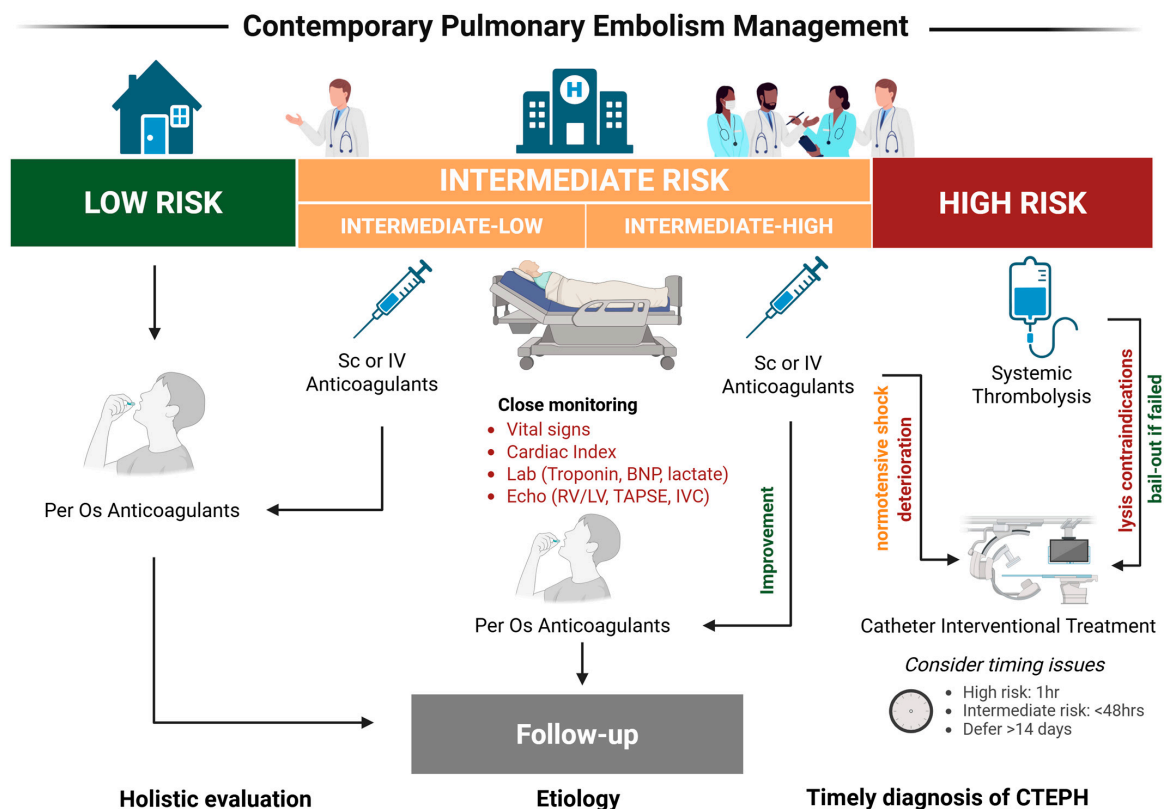 Contemporary Pulmonary Embolism Management
H
LOW RISK
INTERMEDIATE RISK
INTERMEDIATE-LOW
INTERMEDIATE-HIGH
HIGH RISK
Sc or IV
Anticoagulants
Per Os Anticoagulants
Close monitoring
• Vital signs
• Cardiac Index
• Lab (Troponin, BNP, lactate)
• Echo (RV/LV, TAPSE, IVC)
Sc or IV
Anticoagulants
Improvement
Per Os Anticoagulants
normotensive shock
deterioration
Systemic
Thrombolysis
lysis contraindications
bail-out if failed
Catheter Interventional Treatment
Consider timing issues
• High risk: 1hr
• Intermediate risk: <48hrs
• Defer >14 days
Follow-up
Holistic evaluation
Etiology
Timely diagnosis of CTEPH